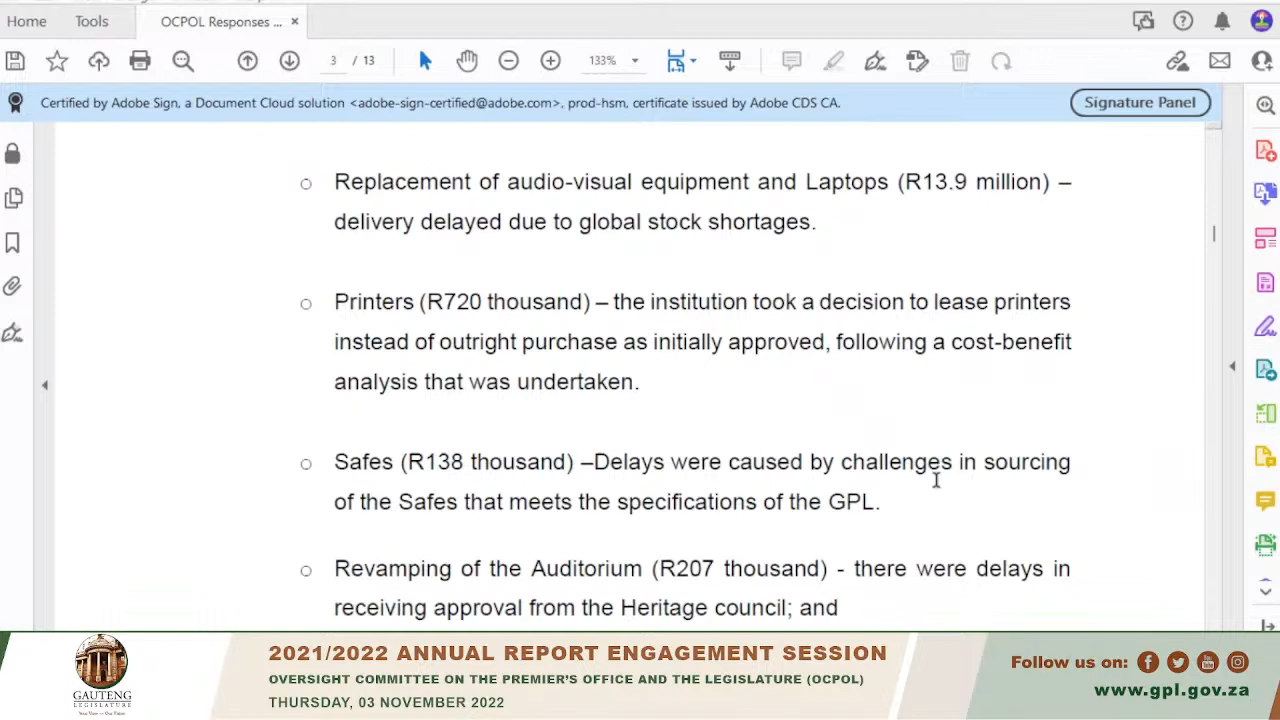 Home
Tools
OCPOL Responses ...
3 / 13
133%
Certified by Adobe Sign, a Document Cloud solution <adobe-sign-certified@adobe.com>, prod-hsm, certificate issued by Adobe CDS CA.
Signature Panel
Replacement of audio-visual equipment and Laptops (R13.9 million) –
delivery delayed due to global stock shortages.
Printers (R720 thousand) – the institution took a decision to lease printers
instead of outright purchase as initially approved, following a cost-benefit
analysis that was undertaken.
Safes (R138 thousand) –Delays were caused by challenges in sourcing
of the Safes that meets the specifications of the GPL.
Revamping of the Auditorium (R207 thousand) - there were delays in
receiving approval from the Heritage council; and
GAUTENG
LEGISLATURE
Your View — Our Vision
2021/2022 ANNUAL REPORT ENGAGEMENT SESSION
OVERSIGHT COMMITTEE ON THE PREMIER'S OFFICE AND THE LEGISLATURE (OCPOL)
THURSDAY, 03 NOVEMBER 2022
Follow us on:
www.gpl.gov.za